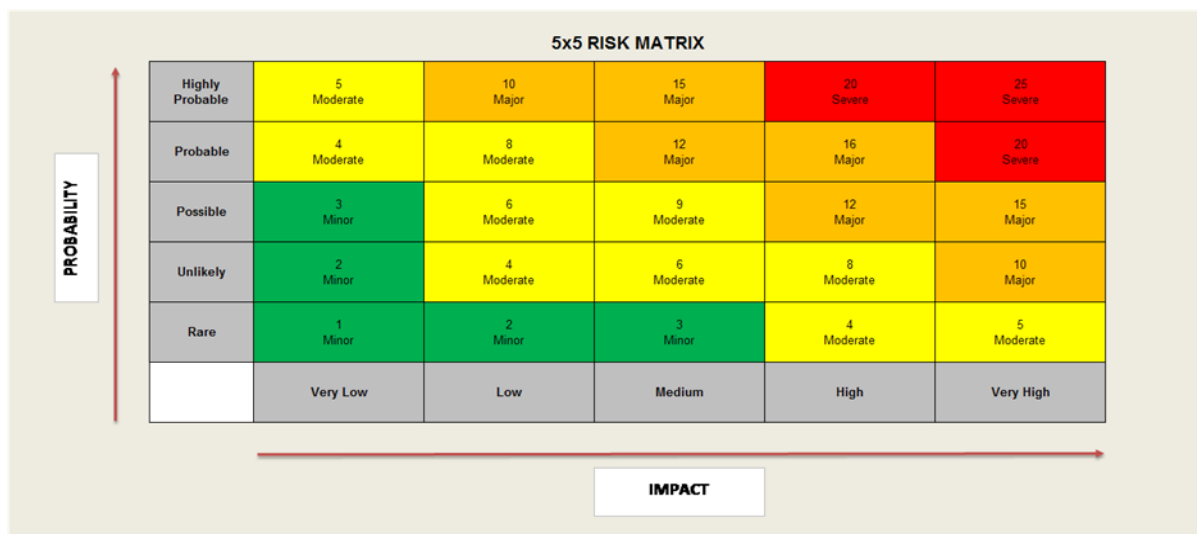 5x5 RISK MATRIX
Highly
Probable
5
Moderate
10
Major
15
Major
20
Severe
25
Severe
Probable
4
Moderate
8
Moderate
12
Major
16
Major
20
Severe
PROBABILITY
Possible
3
Minor
6
Moderate
9
Moderate
12
Major
15
Major
Unlikely
2
Minor
4
Moderate
6
Moderate
8
Moderate
10
Major
Rare
1
Minor
2
Minor
3
Minor
4
Moderate
5
Moderate
Very Low
Low
Medium
High
Very High
IMPACT